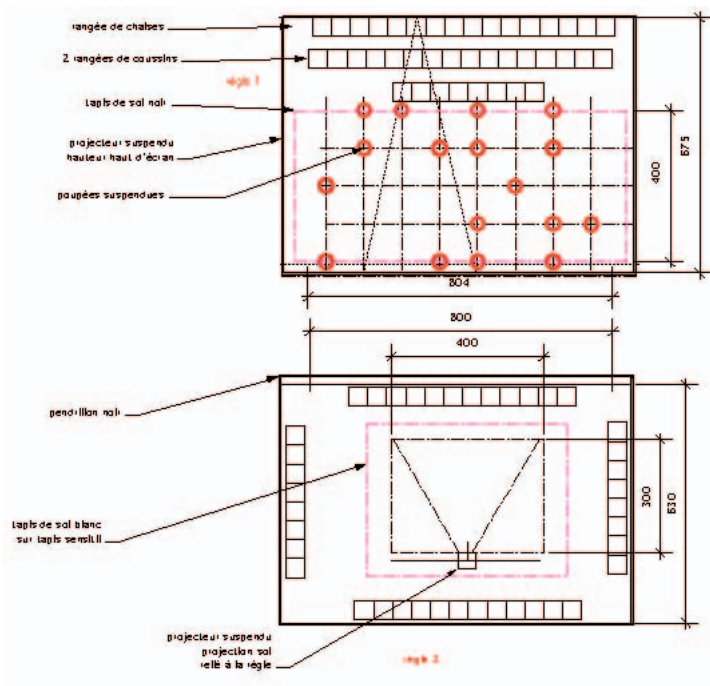 rangée de chaises
2 rangées de coussins
régie 1
tapis de sol noir
projecteur suspendu
hauteur haut d'écran
poupées suspendues
400
675
804
800
400
pendrillon noir
300
630
tapis de sol blanc
sur tapis sensitif
projecteur suspendu
projection sol
relié à la régie
régie 2